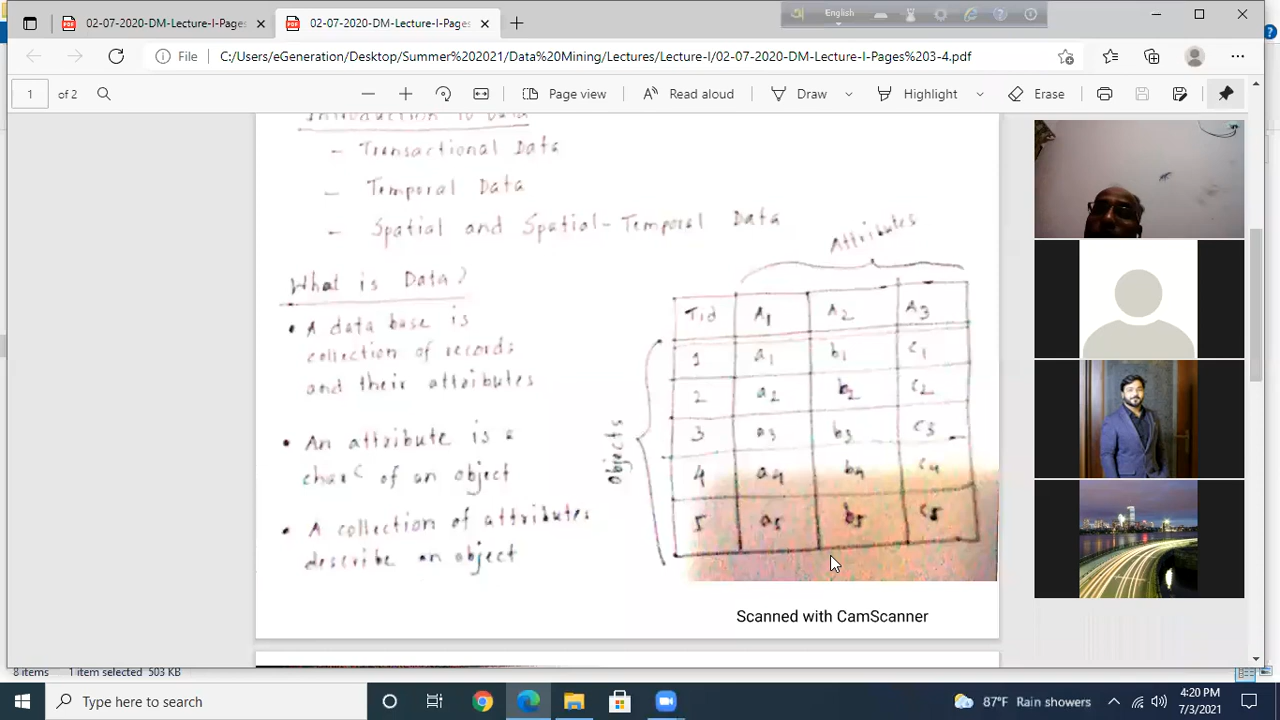 02-07-2020-DM-Lecture-I-Pages
02-07-2020-DM-Lecture-I-Pages
English
File
C:/Users/eGeneration/Desktop/Summer%202021/Data%20Mining/Lectures/Lecture-I/02-07-2020-DM-Lecture-I-Pages%203-4.pdf
1 of 2
Page view
Read aloud
Draw
Highlight
Erase
Introduction to Data
- Transactional Data
- Temporal Data
- Spatial and Spatial-Temporal Data
What is Data?
• A data base is
collection of records
and their attributes
• An attribute is a
charc of an object
• A collection of attributes
describe an object
Attributes
Objects
Tid A1 A2 A3
1 a1 b1 c1
2 a2 b2 c2
3 a3 b3 c3
4 a4 b4 c4
5 a5 b5 c5
Scanned with CamScanner
8 items 1 item selected 503 KB
Type here to search
87°F Rain showers
4:20 PM
7/3/2021